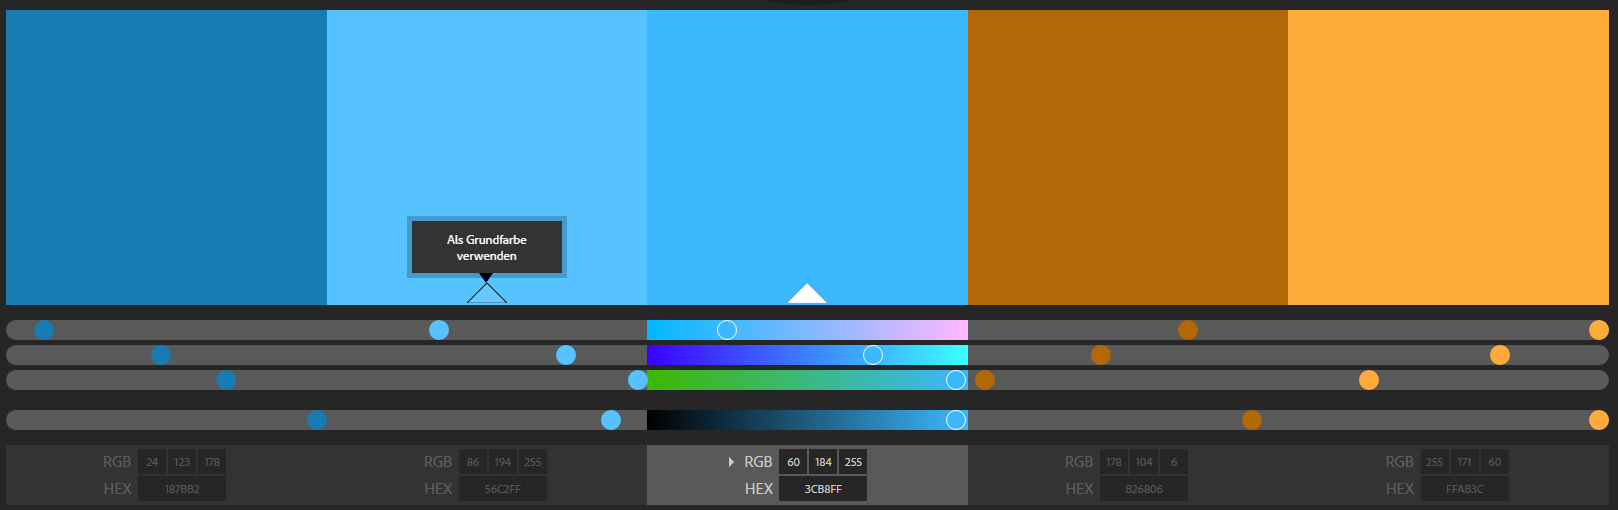 Als Grundfarbe
verwenden
RGB 24 123 178
HEX 187BB2
RGB 86 194 255
HEX 56C2FF
RGB 60 184 255
HEX 3CB8FF
RGB 178 104 6
HEX B26806
RGB 255 171 60
HEX FFAB3C